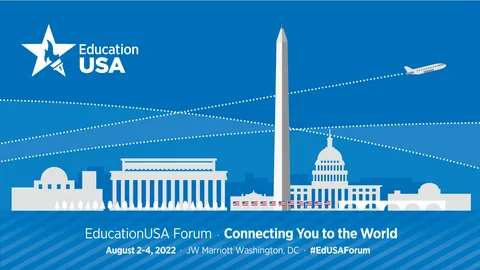 Education
USA
EducationUSA Forum · Connecting You to the World
August 2-4, 2022 · JW Marriott Washington, DC · #EdUSAForum